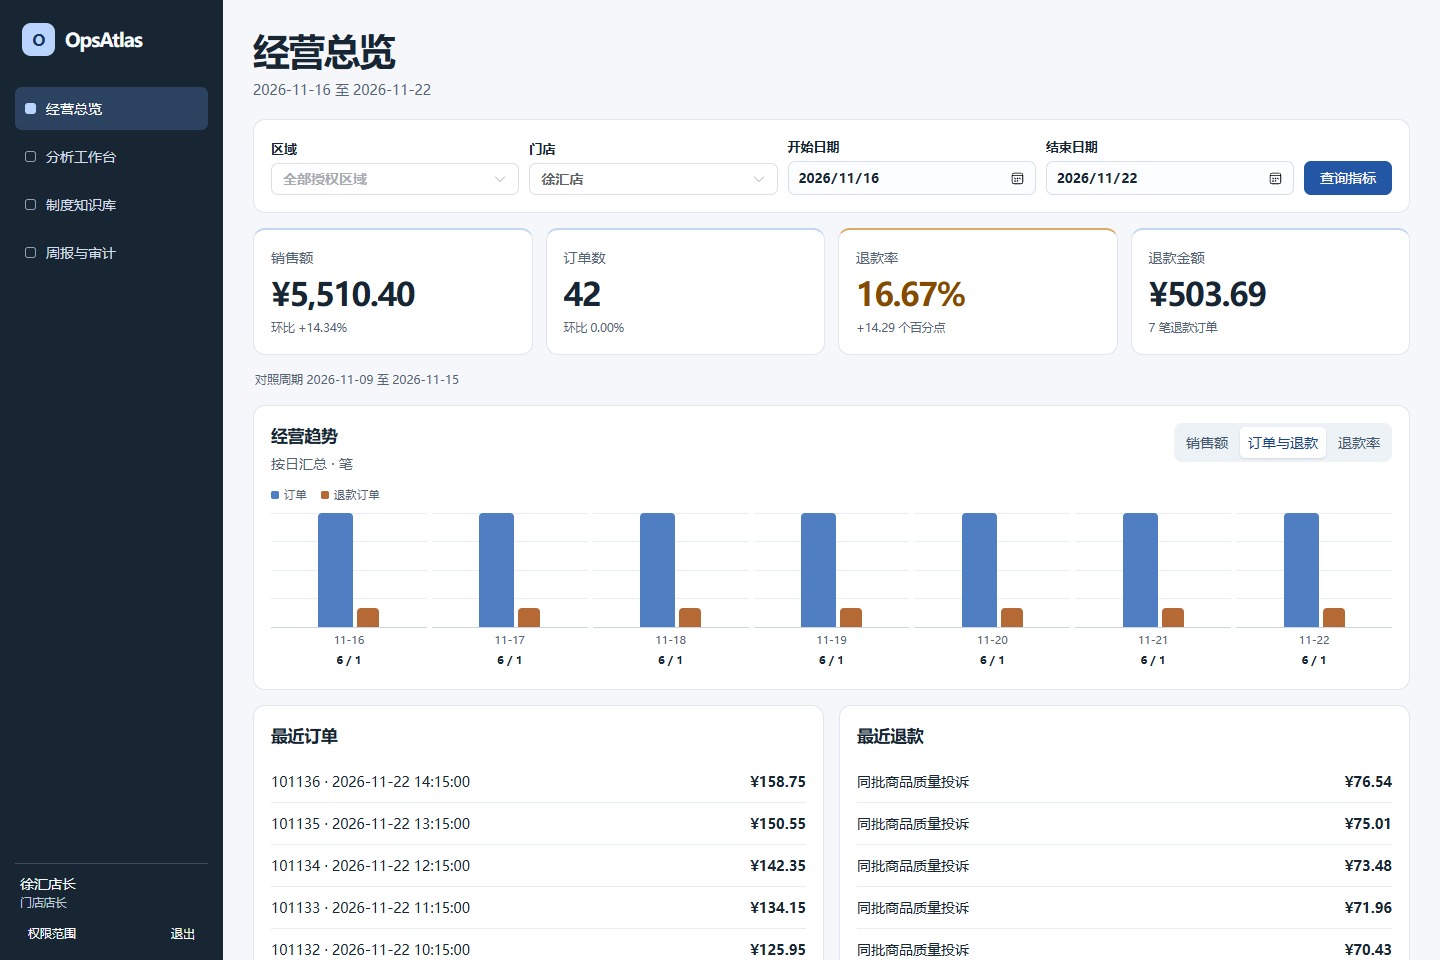 O OpsAtlas
经营总览
分析工作台
制度知识库
周报与审计
徐汇店长
门店店长
权限范围 退出
经营总览
2026-11-16 至 2026-11-22
区域 门店 开始日期 结束日期
全部授权区域 徐汇店 2026/11/16 2026/11/22 查询指标
销售额
¥5,510.40
环比 +14.34%
订单数
42
环比 0.00%
退款率
16.67%
+14.29 个百分点
退款金额
¥503.69
7 笔退款订单
对照周期 2026-11-09 至 2026-11-15
经营趋势
按日汇总 · 笔
销售额 订单与退款 退款率
订单 退款订单
11-16 11-17 11-18 11-19 11-20 11-21 11-22
6 / 1 6 / 1 6 / 1 6 / 1 6 / 1 6 / 1 6 / 1
最近订单
101136 · 2026-11-22 14:15:00 ¥158.75
101135 · 2026-11-22 13:15:00 ¥150.55
101134 · 2026-11-22 12:15:00 ¥142.35
101133 · 2026-11-22 11:15:00 ¥134.15
101132 · 2026-11-22 10:15:00 ¥125.95
最近退款
同批商品质量投诉 ¥76.54
同批商品质量投诉 ¥75.01
同批商品质量投诉 ¥73.48
同批商品质量投诉 ¥71.96
同批商品质量投诉 ¥70.43